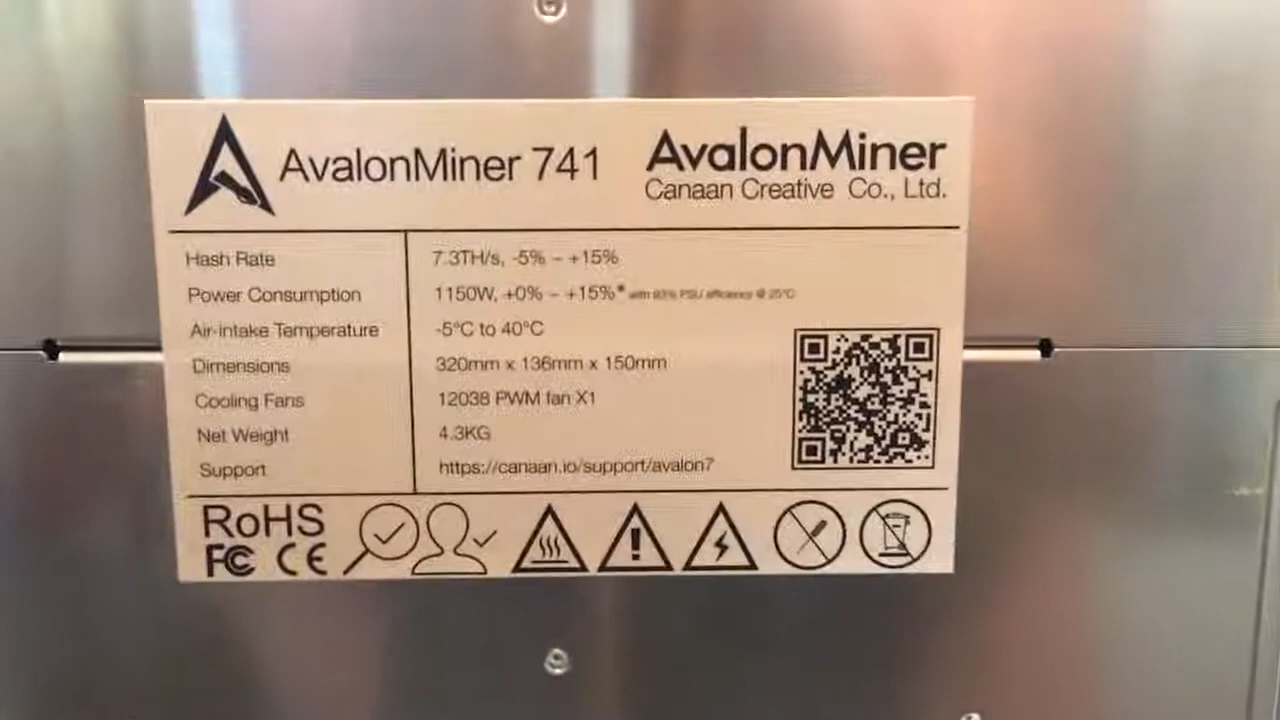 AvalonMiner 741
AvalonMiner
Canaan Creative Co., Ltd.
Hash Rate 7.3TH/s, -5% ~ +15%
Power Consumption 1150W, +0% ~ +15%* with 93% PSU efficiency @ 25°C
Air-intake Temperature -5°C to 40°C
Dimensions 320mm x 136mm x 150mm
Cooling Fans 12038 PWM fan X1
Net Weight 4.3KG
Support https://canaan.io/support/avalon7
RoHS
FC CE